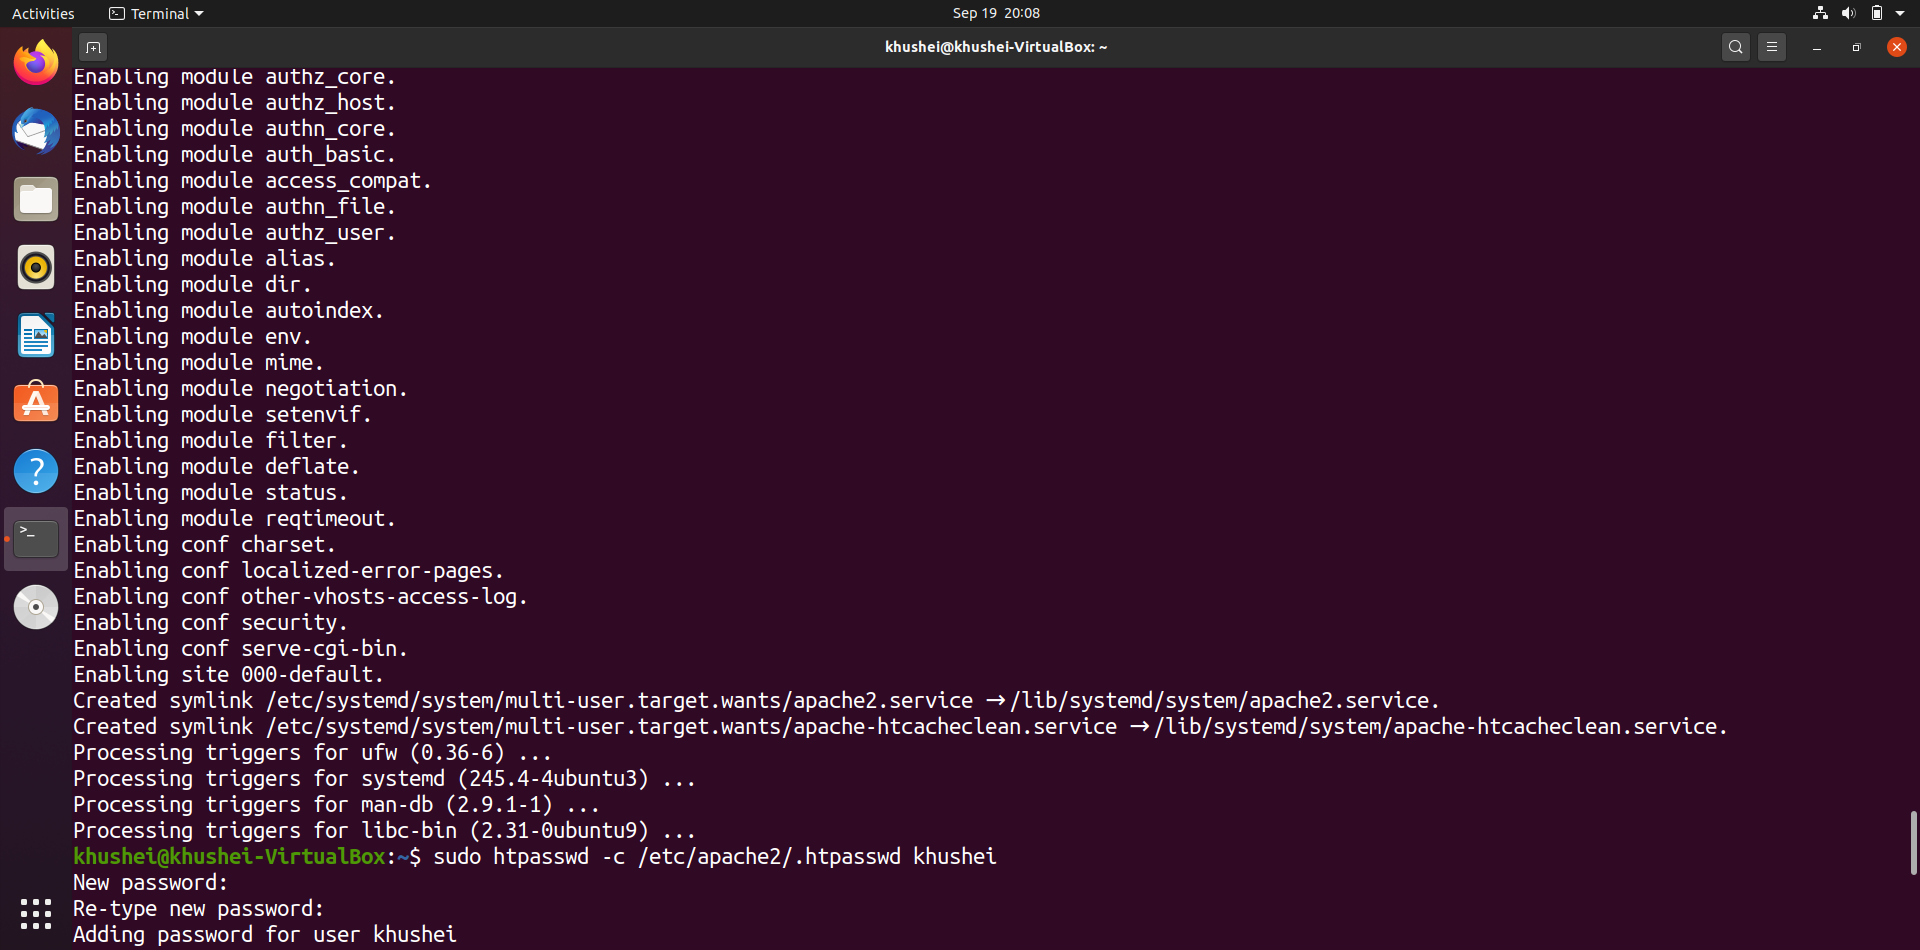 Activities
Terminal
Sep 19 20:08
khushei@khushei-VirtualBox: ~
Enabling module authz_core.
Enabling module authz_host.
Enabling module authn_core.
Enabling module auth_basic.
Enabling module access_compat.
Enabling module authn_file.
Enabling module authz_user.
Enabling module alias.
Enabling module dir.
Enabling module autoindex.
Enabling module env.
Enabling module mime.
Enabling module negotiation.
Enabling module setenvif.
Enabling module filter.
Enabling module deflate.
Enabling module status.
Enabling module reqtimeout.
Enabling conf charset.
Enabling conf localized-error-pages.
Enabling conf other-vhosts-access-log.
Enabling conf security.
Enabling conf serve-cgi-bin.
Enabling site 000-default.
Created symlink /etc/systemd/system/multi-user.target.wants/apache2.service → /lib/systemd/system/apache2.service.
Created symlink /etc/systemd/system/multi-user.target.wants/apache-htcacheclean.service → /lib/systemd/system/apache-htcacheclean.service.
Processing triggers for ufw (0.36-6) ...
Processing triggers for systemd (245.4-4ubuntu3) ...
Processing triggers for man-db (2.9.1-1) ...
Processing triggers for libc-bin (2.31-0ubuntu9) ...
khushei@khushei-VirtualBox:~$ sudo htpasswd -c /etc/apache2/.htpasswd khushei
New password:
Re-type new password:
Adding password for user khushei